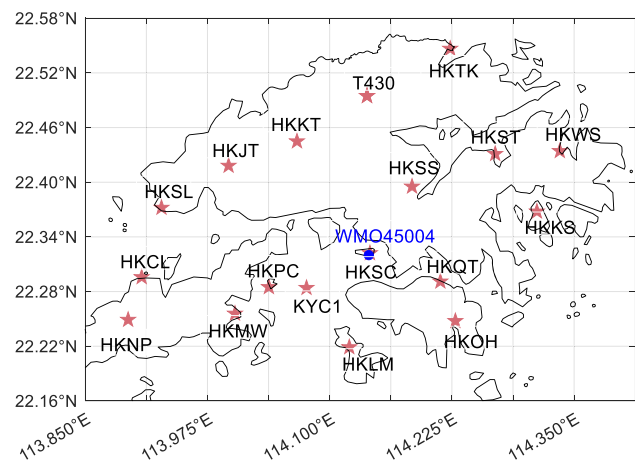 22.58°N
HKTK
22.52°N
T430
22.46°N
HKKT
HKST
HKWS
HKJT
HKSS
22.40°N
HKSL
HKKS
22.34°N
WMO45004
HKCL
HKPC
HKSC
HKQT
22.28°N
KYC1
HKNP
HKMW
HKOH
22.22°N
HKLM
22.16°N
113.850°E
113.975°E
114.100°E
114.225°E
114.350°E